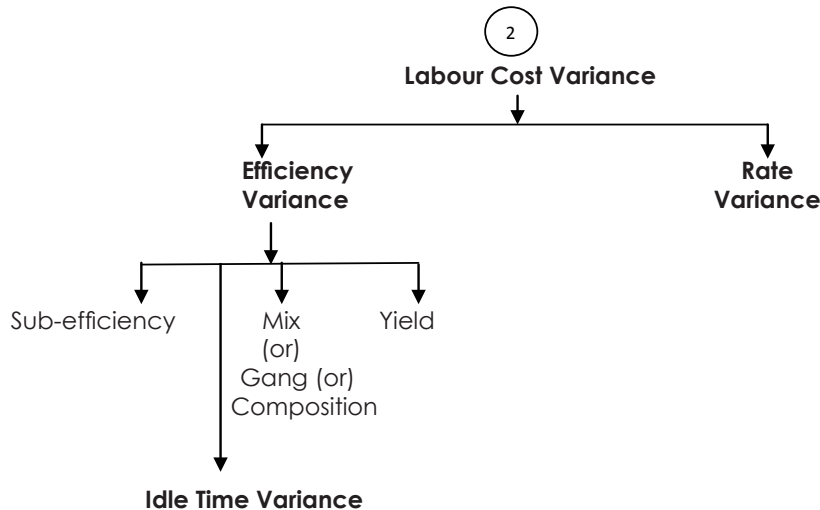 2
Labour Cost Variance
Efficiency
Variance
Rate
Variance
Sub-efficiency
Mix
(or)
Gang (or)
Composition
Yield
Idle Time Variance